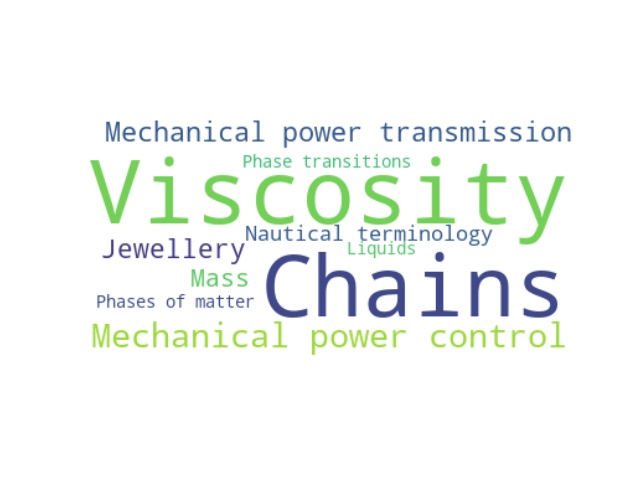 Mechanical power transmission
Phase transitions
Viscosity
Nautical terminology
Jewellery
Liquids
Mass
Chains
Phases of matter
Mechanical power control